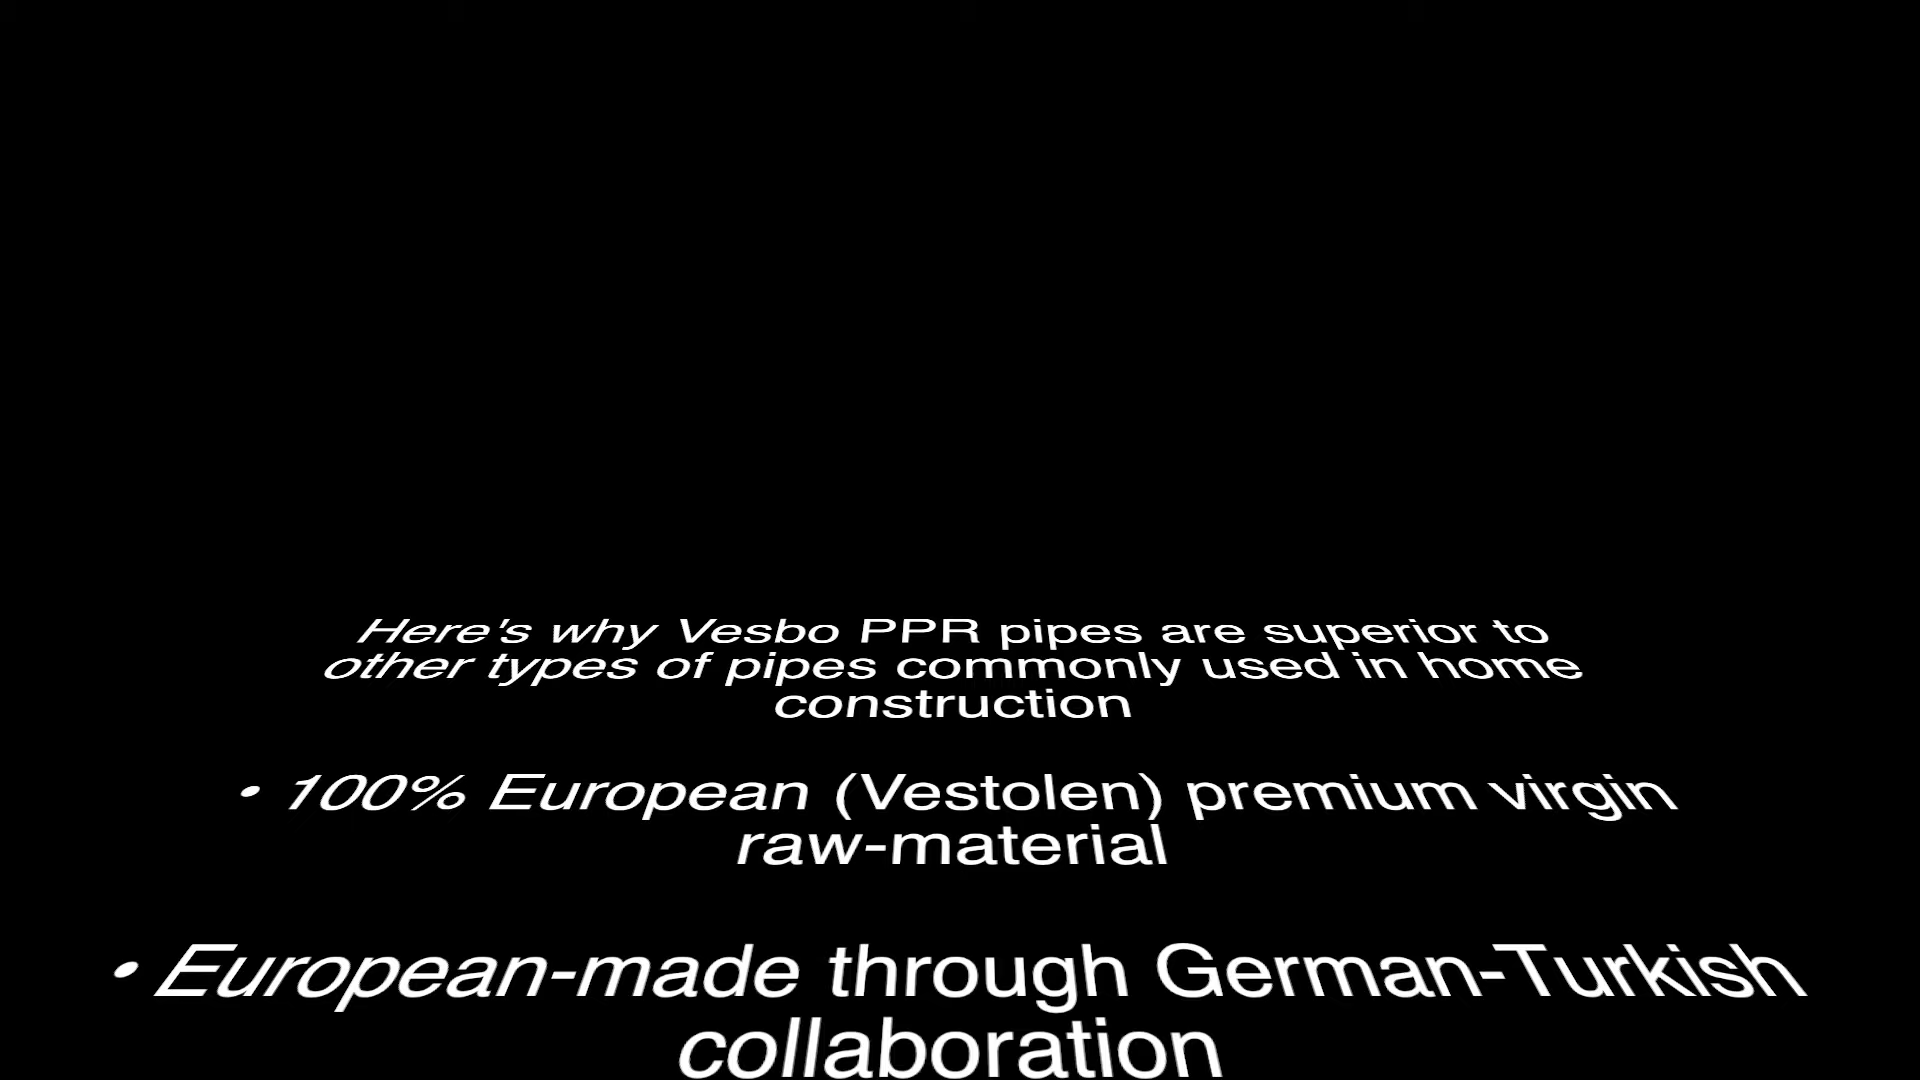 Here's why Vesbo PPR pipes are superior to
other types of pipes commonly used in home
construction
• 100% European (Vestolen) premium virgin
raw-material
• European-made through German-Turkish
collaboration